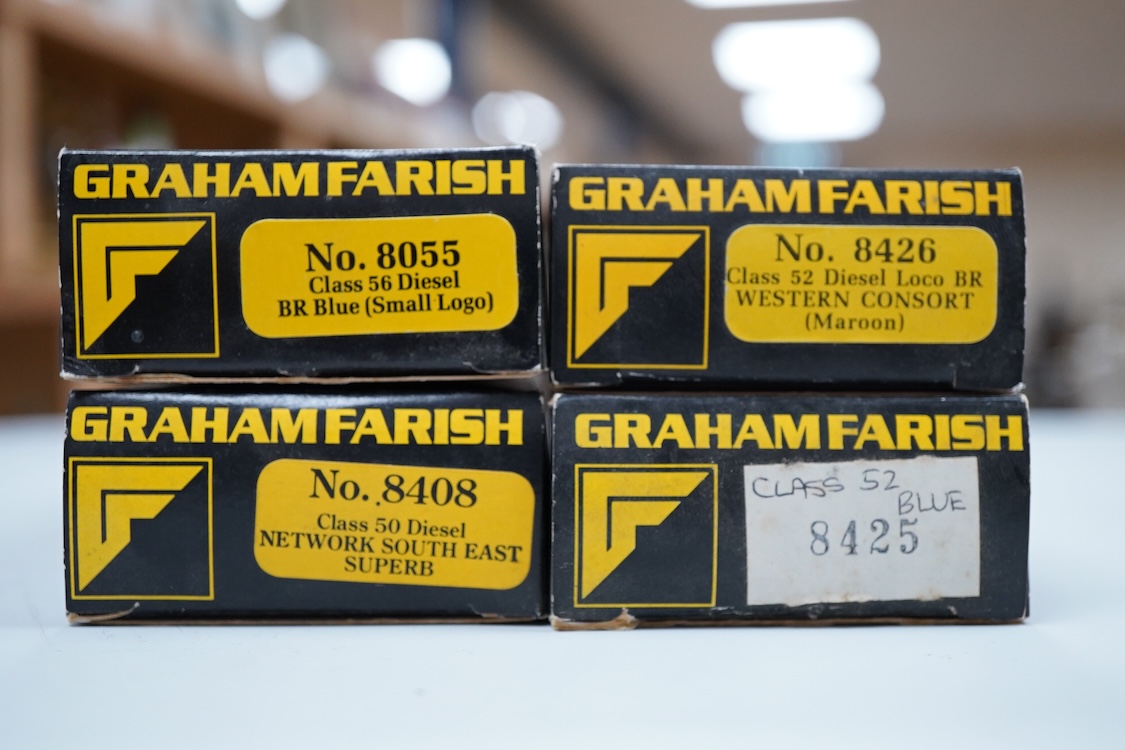 GRAHAM FARISH
No. 8055
Class 56 Diesel
BR Blue (Small Logo)
GRAHAM FARISH
No. 8426
Class 52 Diesel Loco BR
WESTERN CONSORT
(Maroon)
GRAHAM FARISH
No. 8408
Class 50 Diesel
NETWORK SOUTH EAST
SUPERB
GRAHAM FARISH
CLASS 52
BLUE
8425